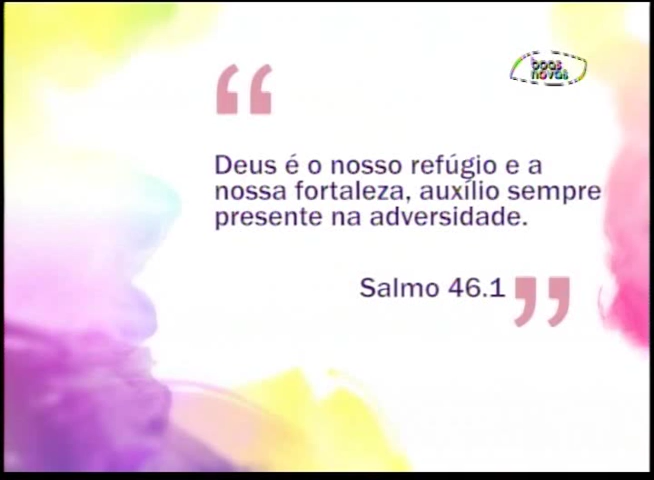 boas
novas
“
Deus é o nosso refúgio e a
nossa fortaleza, auxílio sempre
presente na adversidade.
Salmo 46.1 ”